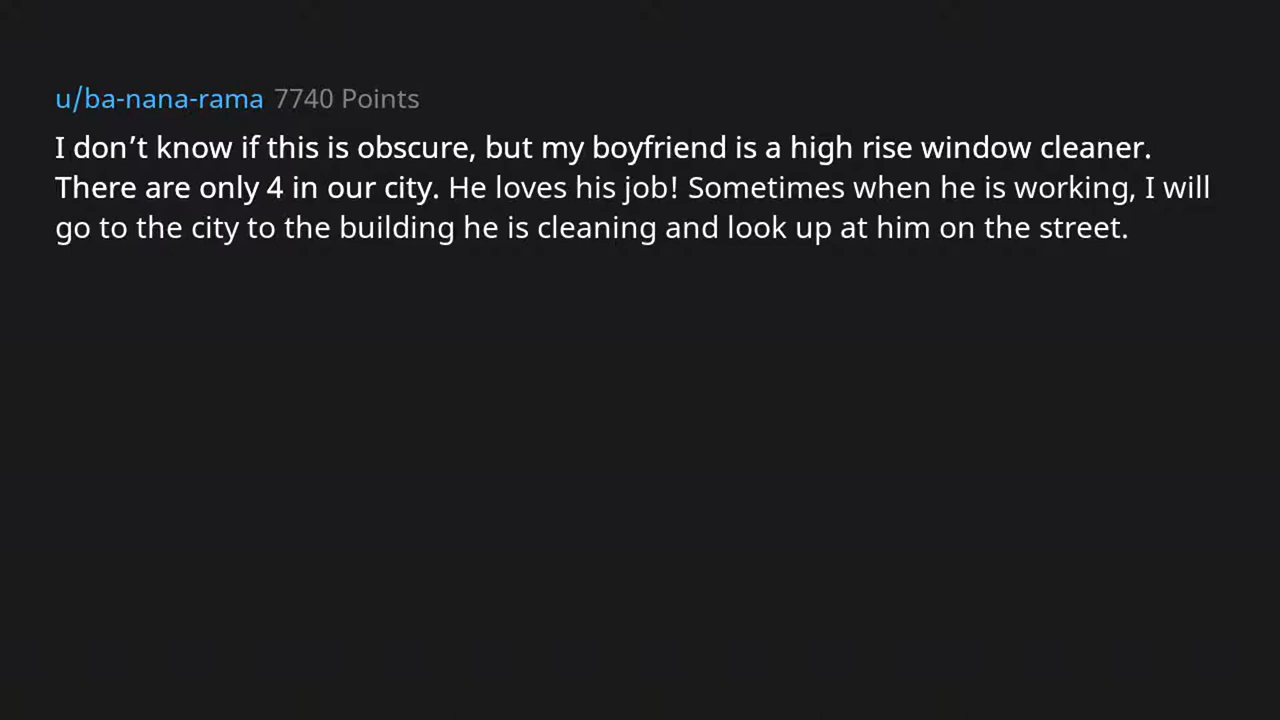 u/ba-nana-rama 7740 Points
I don’t know if this is obscure, but my boyfriend is a high rise window cleaner.
There are only 4 in our city. He loves his job! Sometimes when he is working, I will
go to the city to the building he is cleaning and look up at him on the street.